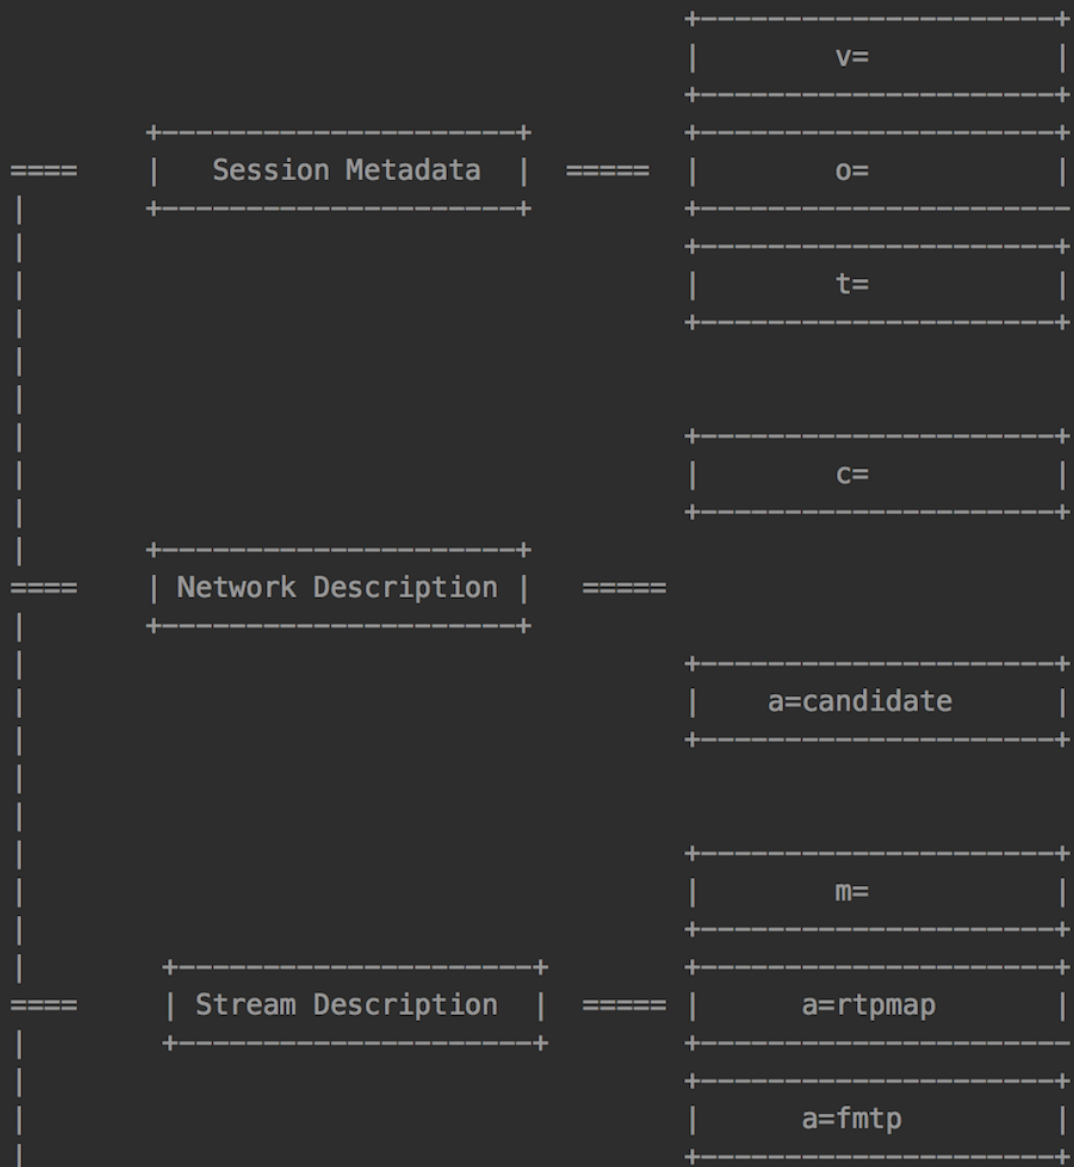 v=
Session Metadata
o=
t=
c=
Network Description
a=candidate
m=
Stream Description
a=rtpmap
a=fmtp